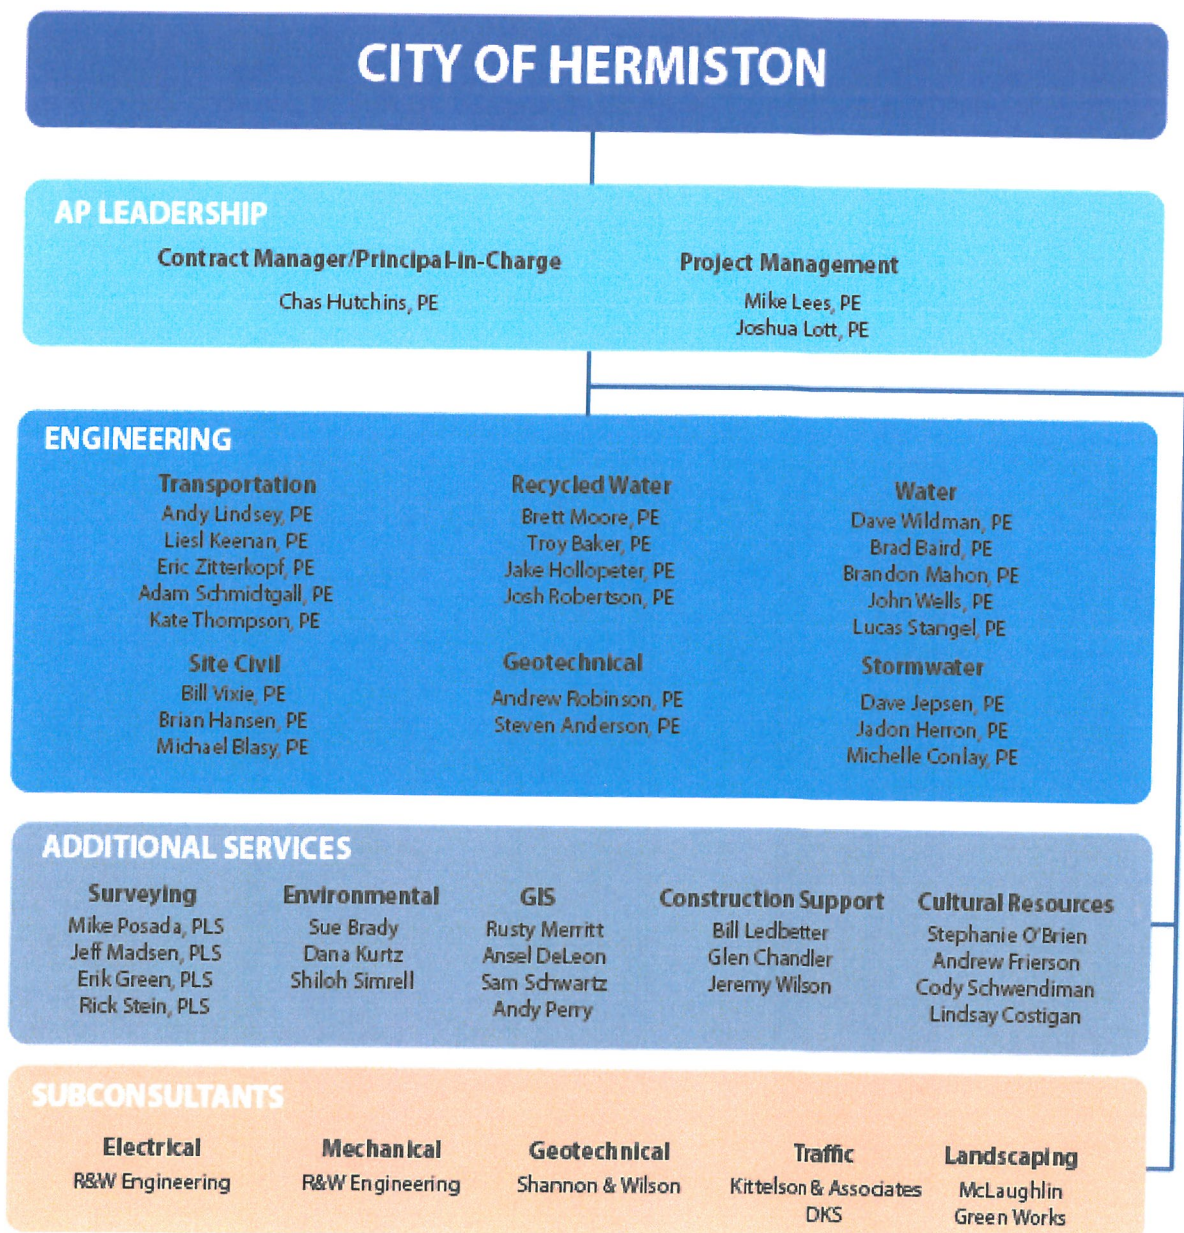 CITY OF HERMISTON
AP LEADERSHIP
Contract Manager/Principal-in-Charge
Chas Hutchins, PE
Project Management
Mike Lees, PE
Joshua Lott, PE
ENGINEERING
Transportation
Andy Lindsey, PE
Liesl Keenan, PE
Eric Zitterkopf, PE
Adam Schmidtgall, PE
Kate Thompson, PE
Recycled Water
Brett Moore, PE
Troy Baker, PE
Jake Hollopeter, PE
Josh Robertson, PE
Water
Dave Wildman, PE
Brad Baird, PE
Brandon Mahon, PE
John Wells, PE
Lucas Stangel, PE
Site Civil
Bill Vixie, PE
Brian Hansen, PE
Michael Blasy, PE
Geotechnical
Andrew Robinson, PE
Steven Anderson, PE
Stormwater
Dave Jepsen, PE
Jadon Herron, PE
Michelle Conlay, PE
ADDITIONAL SERVICES
Surveying
Mike Posada, PLS
Jeff Madsen, PLS
Erik Green, PLS
Rick Stein, PLS
Environmental
Sue Brady
Dana Kurtz
Shiloh Simrell
GIS
Rusty Merritt
Ansel DeLeon
Sam Schwartz
Andy Perry
Construction Support
Bill Ledbetter
Glen Chandler
Jeremy Wilson
Cultural Resources
Stephanie O'Brien
Andrew Frierson
Cody Schwendiman
Lindsay Costigan
SUBCONSULTANTS
Electrical
R&W Engineering
Mechanical
R&W Engineering
Geotechnical
Shannon & Wilson
Traffic
Kittelson & Associates
DKS
Landscaping
McLaughlin
Green Works